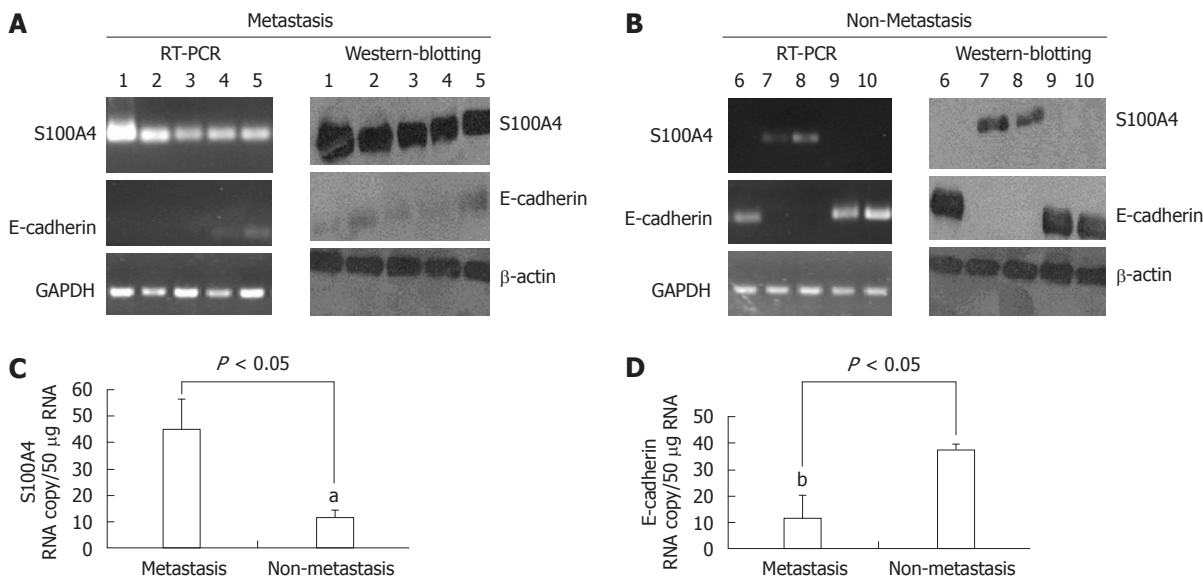 A
Metastasis
RT-PCR
Western-blotting
1 2 3 4 5
1 2 3 4 5
S100A4
S100A4
E-cadherin
E-cadherin
GAPDH
β-actin
B
Non-Metastasis
RT-PCR
Western-blotting
6 7 8 9 10
6 7 8 9 10
S100A4
S100A4
E-cadherin
E-cadherin
GAPDH
β-actin
C
P < 0.05
S100A4
RNA copy/50 μg RNA
60
50
40
30
20
10
0
a
Metastasis
Non-metastasis
D
P < 0.05
E-cadherin
RNA copy/50 μg RNA
50
40
30
20
10
0
b
Metastasis
Non-metastasis